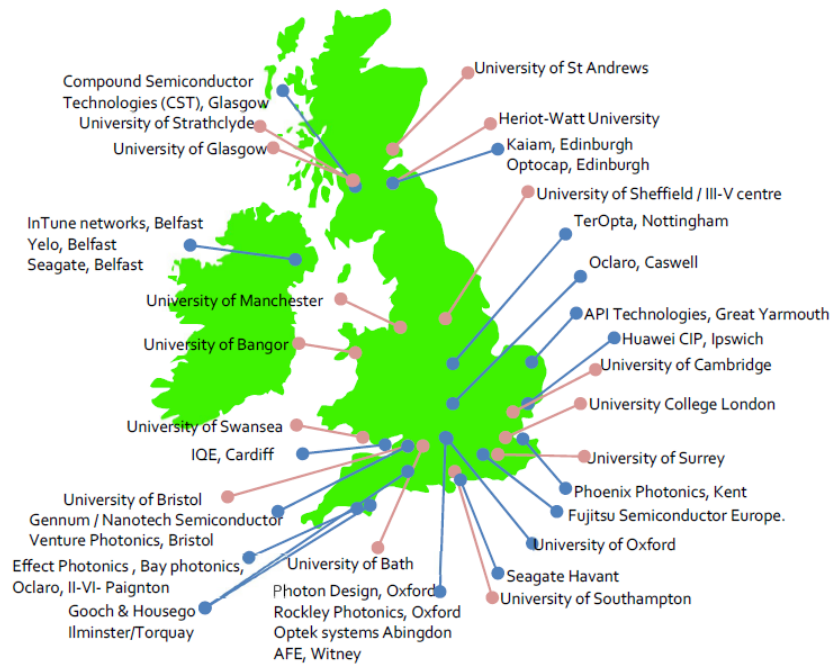 University of St Andrews
Compound Semiconductor
Technologies (CST), Glasgow
University of Strathclyde
University of Glasgow
Heriot-Watt University
Kaiam, Edinburgh
Optocap, Edinburgh
University of Sheffield / III-V centre
TerOpta, Nottingham
InTune networks, Belfast
Yelo, Belfast
Seagate, Belfast
Oclaro, Caswell
University of Manchester
API Technologies, Great Yarmouth
Huawei CIP, Ipswich
University of Bangor
University of Cambridge
University College London
University of Swansea
IQE, Cardiff
University of Surrey
Phoenix Photonics, Kent
University of Bristol
Gennum / Nanotech Semiconductor
Venture Photonics, Bristol
Fujitsu Semiconductor Europe.
University of Oxford
Effect Photonics , Bay photonics,
Oclaro, II-VI- Paignton
University of Bath
Seagate Havant
University of Southampton
Gooch & Housego
Ilminster/Torquay
Photon Design, Oxford
Rockley Photonics, Oxford
Optek systems Abingdon
AFE, Witney